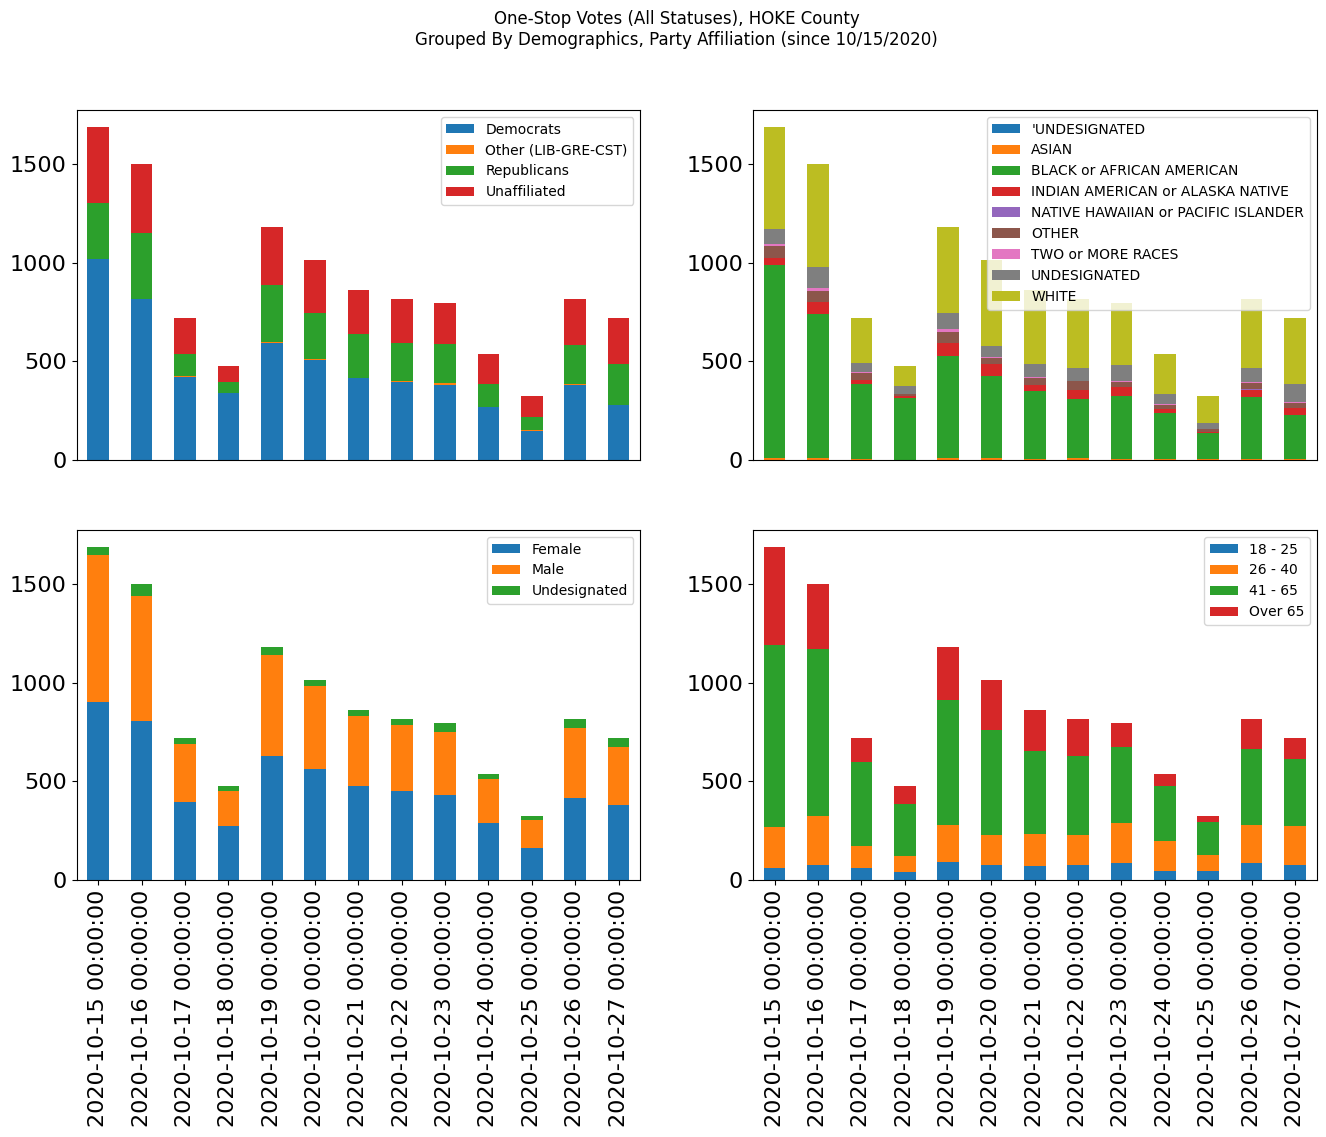 One-Stop Votes (All Statuses), HOKE County
Grouped By Demographics, Party Affiliation (since 10/15/2020)
1500
1000
500
0
Democrats
Other (LIB-GRE-CST)
Republicans
Unaffiliated
1500
1000
500
0
'UNDESIGNATED
ASIAN
BLACK or AFRICAN AMERICAN
INDIAN AMERICAN or ALASKA NATIVE
NATIVE HAWAIIAN or PACIFIC ISLANDER
OTHER
TWO or MORE RACES
UNDESIGNATED
WHITE
1500
1000
500
0
Female
Male
Undesignated
2020-10-15 00:00:00
2020-10-16 00:00:00
2020-10-17 00:00:00
2020-10-18 00:00:00
2020-10-19 00:00:00
2020-10-20 00:00:00
2020-10-21 00:00:00
2020-10-22 00:00:00
2020-10-23 00:00:00
2020-10-24 00:00:00
2020-10-25 00:00:00
2020-10-26 00:00:00
2020-10-27 00:00:00
1500
1000
500
0
18 - 25
26 - 40
41 - 65
Over 65
2020-10-15 00:00:00
2020-10-16 00:00:00
2020-10-17 00:00:00
2020-10-18 00:00:00
2020-10-19 00:00:00
2020-10-20 00:00:00
2020-10-21 00:00:00
2020-10-22 00:00:00
2020-10-23 00:00:00
2020-10-24 00:00:00
2020-10-25 00:00:00
2020-10-26 00:00:00
2020-10-27 00:00:00